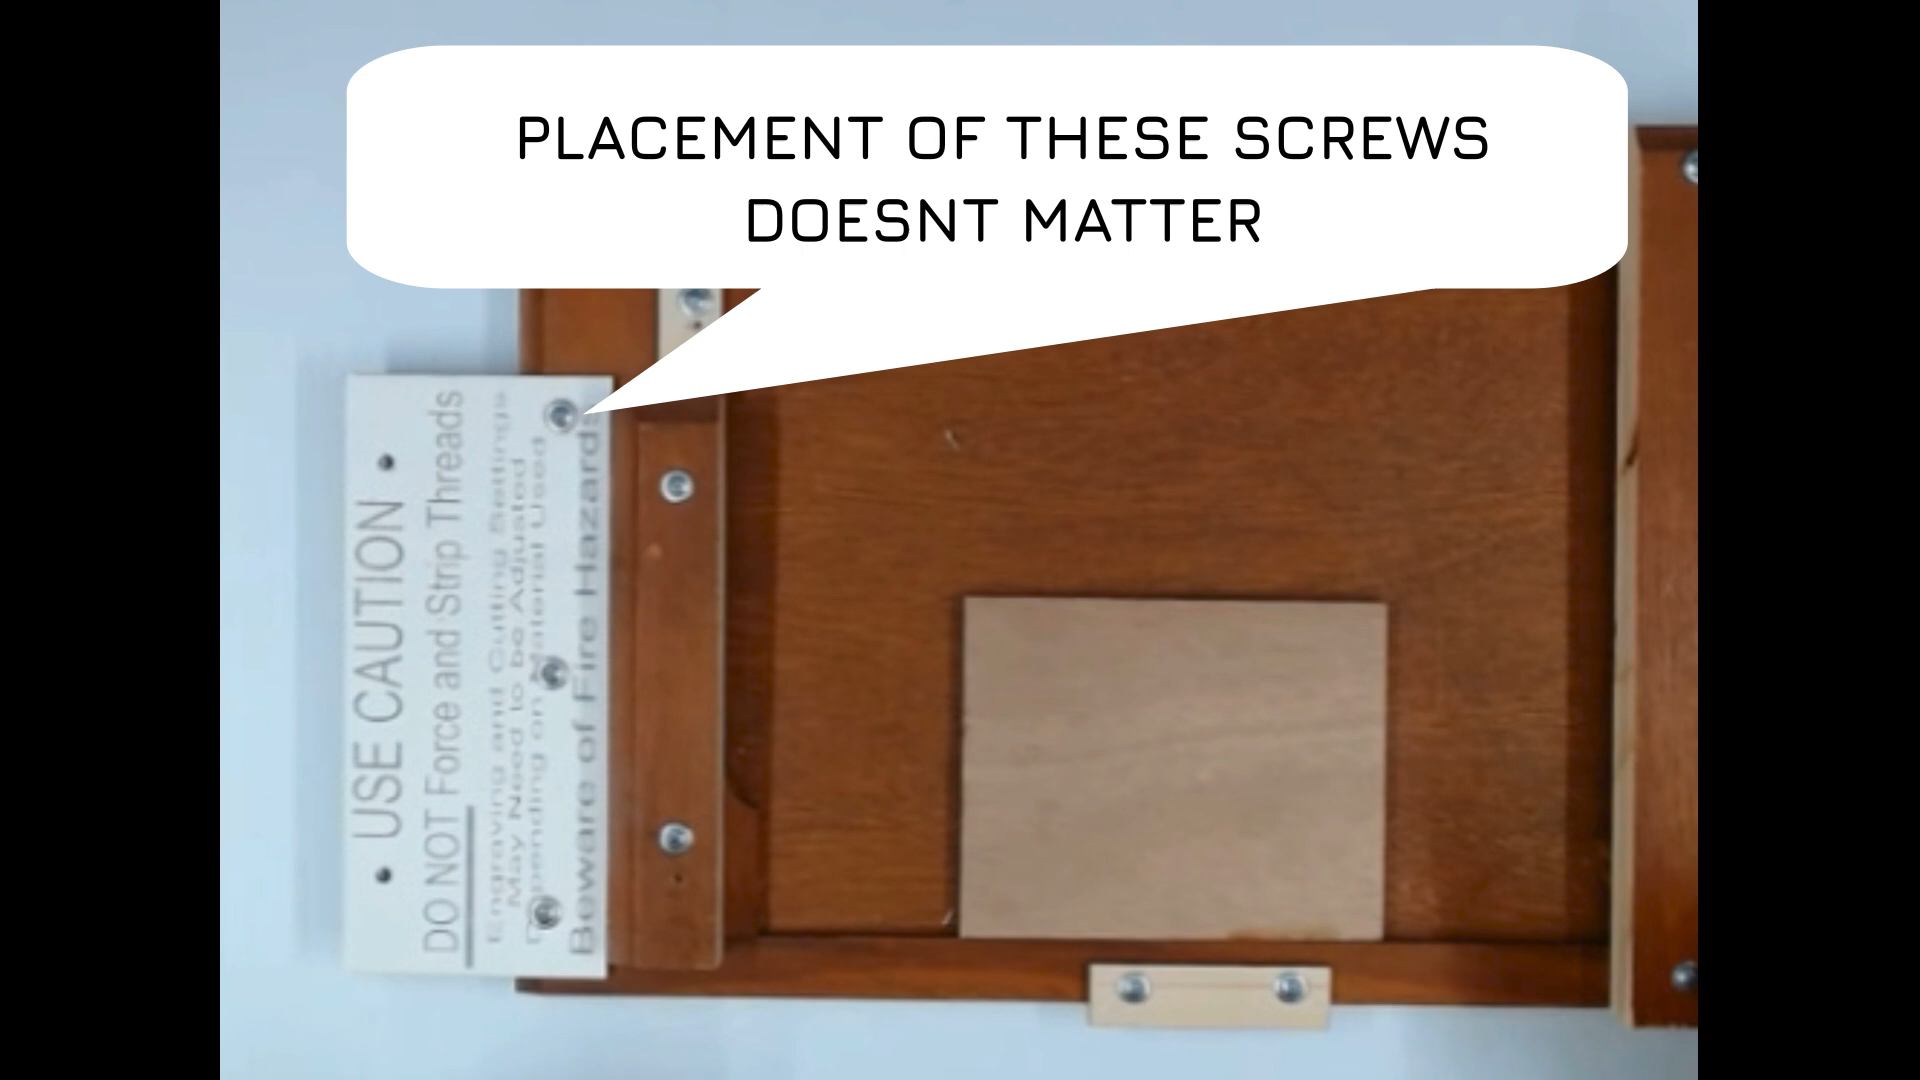 PLACEMENT OF THESE SCREWS
DOESNT MATTER
• USE CAUTION •
DO NOT Force and Strip Threads
Engraving and Cutting Settings
May Need to be Adjusted
Depending on Material Used
Beware of Fire Hazards